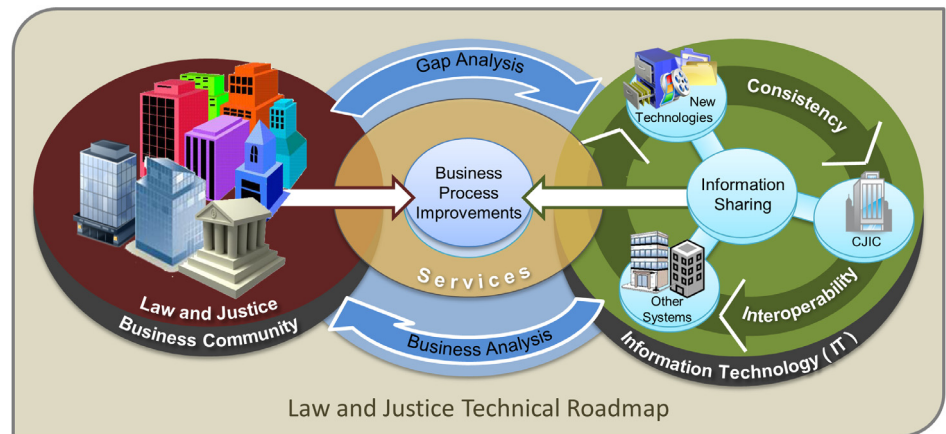 Gap Analysis
New
Technologies
Consistency
Business
Process
Improvements
Information
Sharing
CJIC
Services
Other
Systems
Interoperability
Law and Justice
Business Community
Business Analysis
Information Technology ( IT )
Law and Justice Technical Roadmap